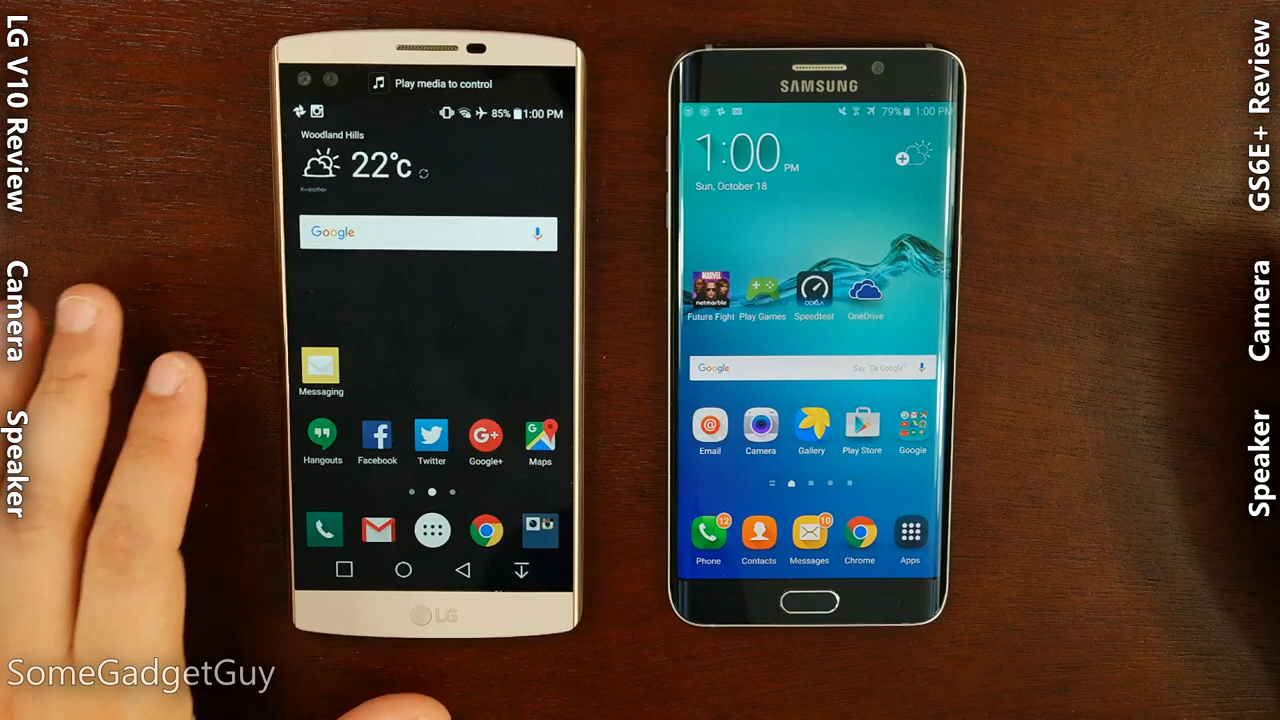 LG V10 Review
Camera
Speaker
Play media to control
85% 1:00 PM
Woodland Hills
22°c
Google
Messaging
Hangouts
Facebook
Twitter
Google+
Maps
LG
SAMSUNG
79% 1:00 PM
1:00 PM
Sun, October 18
MARVEL
netmarble
OOKLA
Future Fight
Play Games
Speedtest
OneDrive
Google
Say "Ok Google"
Email
Camera
Gallery
Play Store
Google
12
10
Phone
Contacts
Messages
Chrome
Apps
GS6E+ Review
Camera
Speaker
SomeGadgetGuy